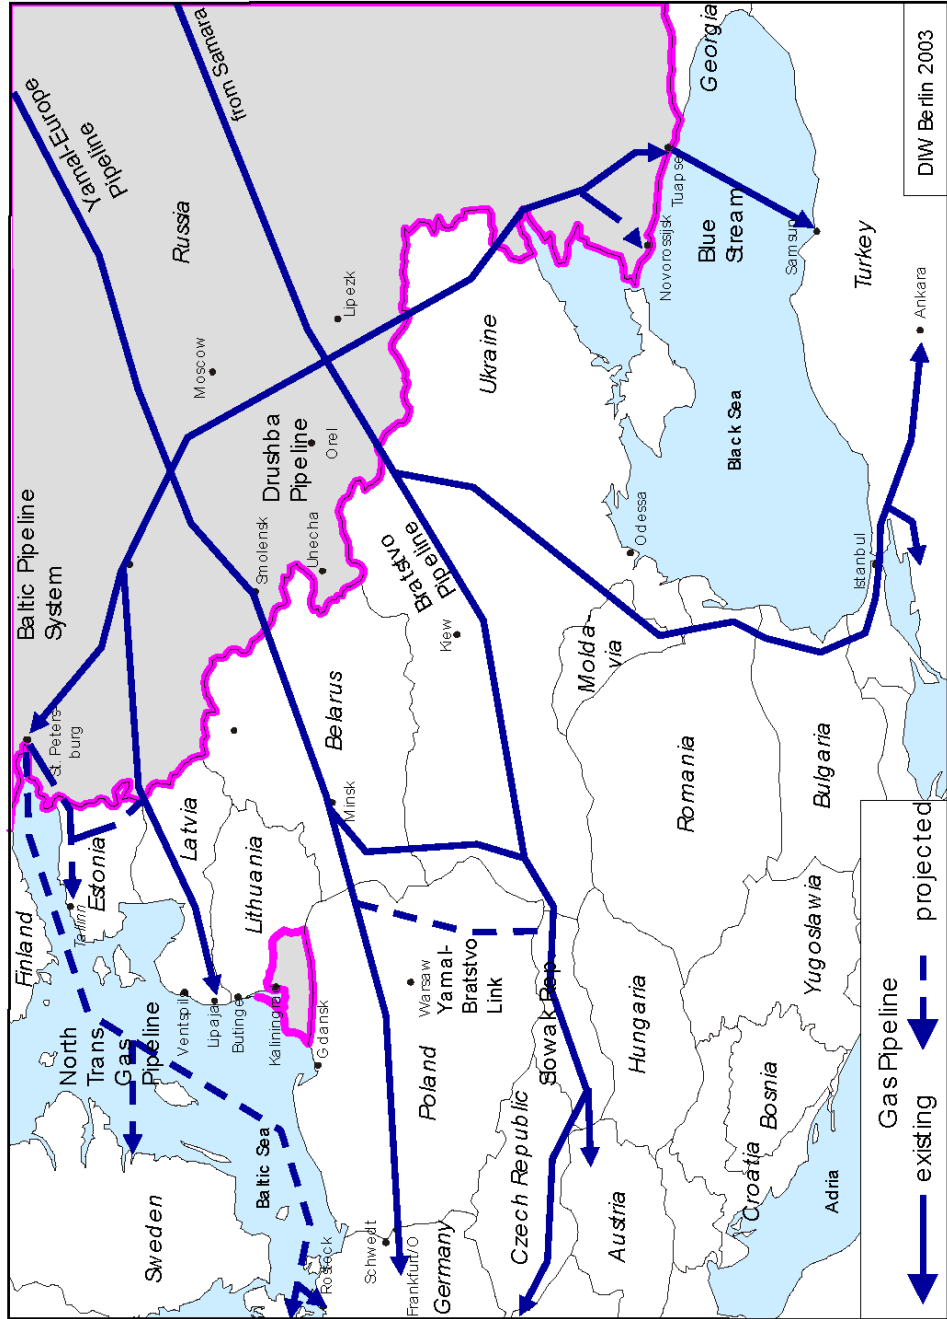 Finland
St. Peters-
burg
Baltic Pipeline
System
Yamal-Europe
Pipeline
North
Trans
Gas
Pipeline
Tallinn
Estonia
Sweden
Ventspils
Latvia
Moscow
Russia
from Samara
Lipaja
Butinge
Lithuania
Smolensk
Drushba
Pipeline
Baltic Sea
Kaliningrad
Gdansk
Unecha
Orel
Lipezk
Rosteck
Minsk
Belarus
Schwedt
Frankfurt/O
Germany
Poland
Warsaw
Yamal-
Bratstvo
Link
Kiew
Bratstvo
Pipeline
Ukraine
Czech Republic
Slowak Rep.
Molda-
via
Odessa
Austria
Hungaria
Novorossijsk
Tuapse
Romania
Blue
Stream
Georgia
Croatia
Bosnia
Yugoslawia
Bulgaria
Black Sea
Samsun
Adria
Istanbul
Turkey
Ankara
Gas Pipeline
existing
projected
DIW Berlin 2003